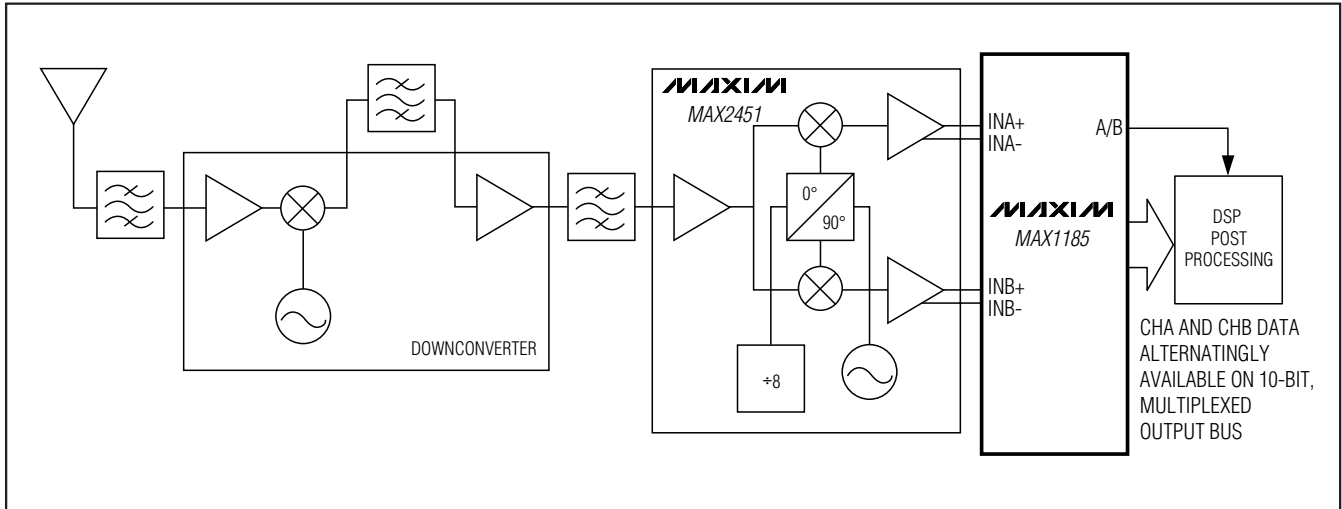 MAXIM
MAX2451
INA+
INA-
A/B
0°
90°
MAXIM
MAX1185
DSP
POST
PROCESSING
INB+
INB-
DOWNCONVERTER
÷8
CHA AND CHB DATA
ALTERNATINGLY
AVAILABLE ON 10-BIT,
MULTIPLEXED
OUTPUT BUS